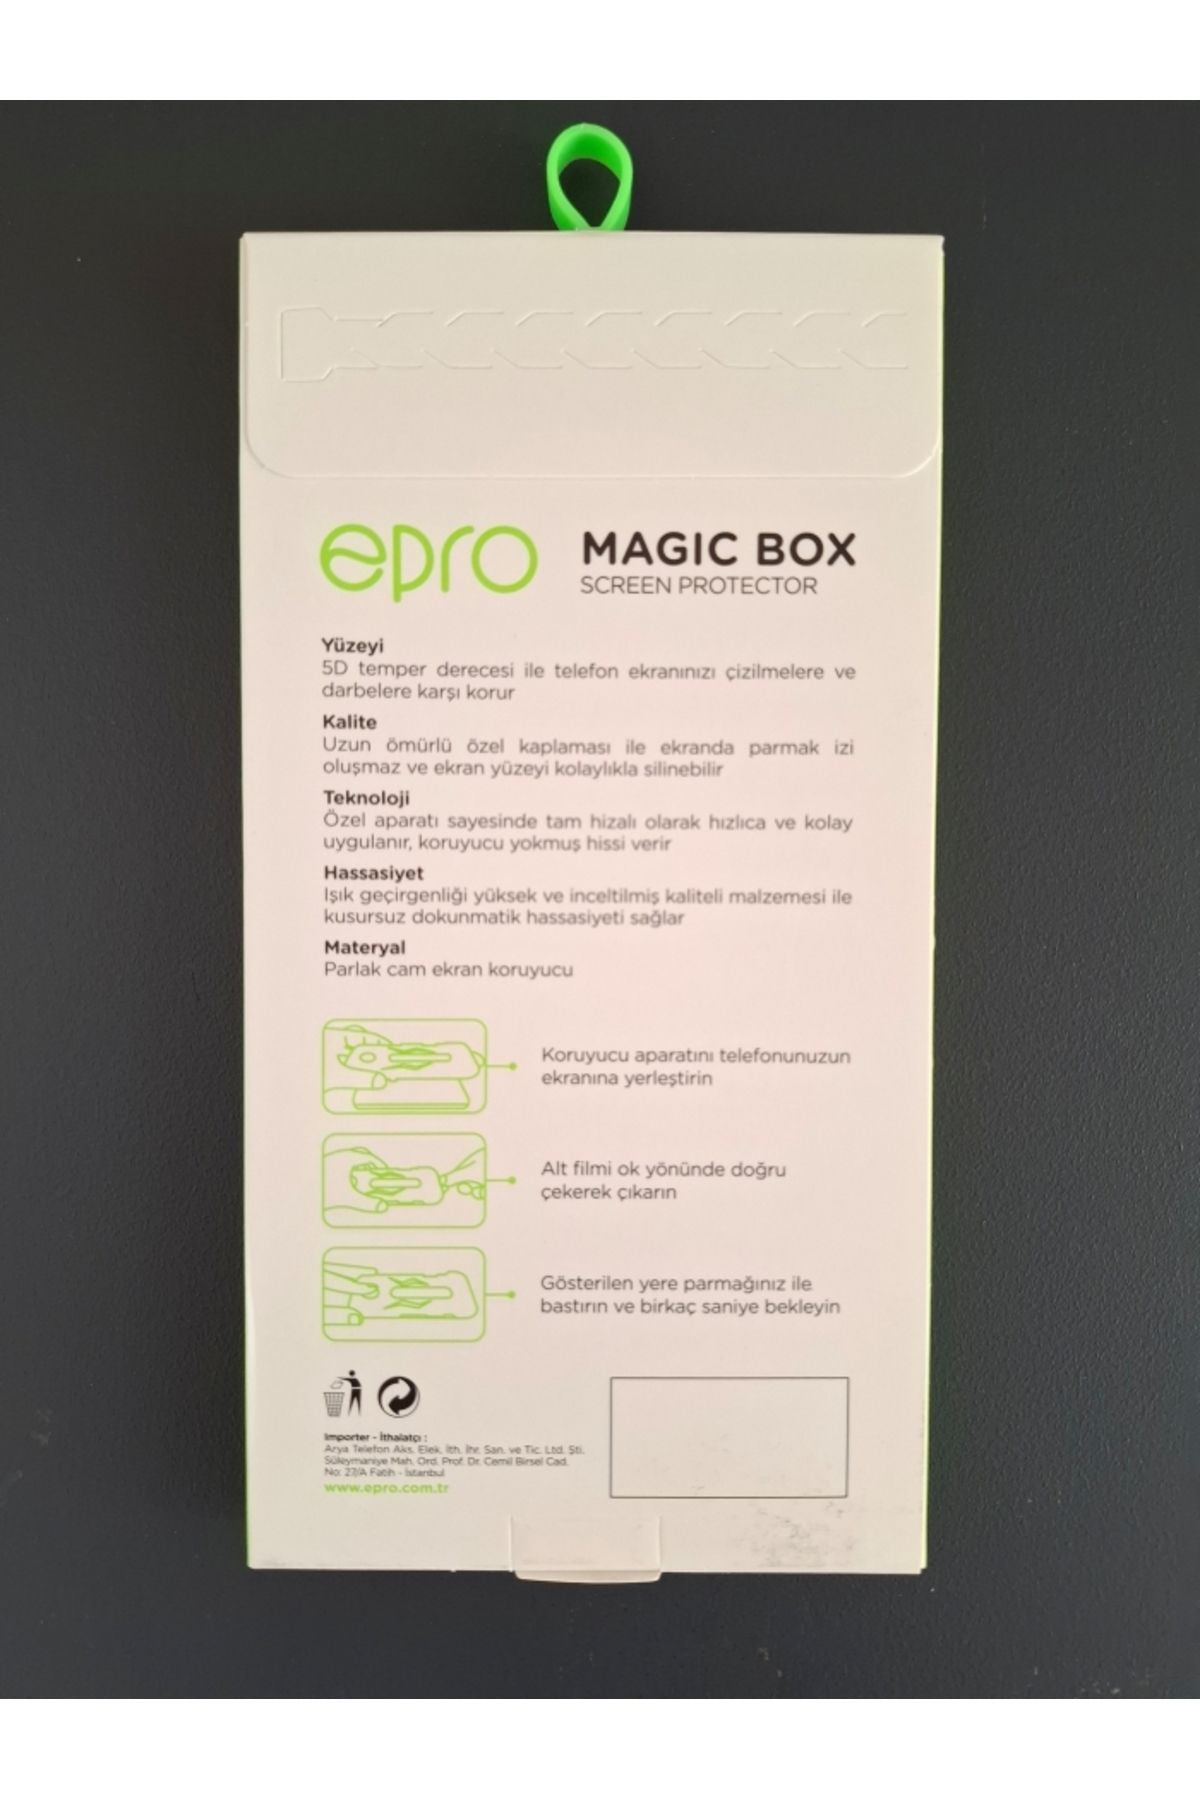 epro
MAGIC BOX
SCREEN PROTECTOR
Yüzeyi
5D temper derecesi ile telefon ekranınızı çizilmelere ve
darbelere karşı korur
Kalite
Uzun ömürlü özel kaplaması ile ekranda parmak izi
oluşmaz ve ekran yüzeyi kolaylıkla silinebilir
Teknoloji
Özel aparatı sayesinde tam hizalı olarak hızlıca ve kolay
uygulanır, koruyucu yokmuş hissi verir
Hassasiyet
Işık geçirgenliği yüksek ve inceltilmiş kaliteli malzemesi ile
kusursuz dokunmatik hassasiyeti sağlar
Materyal
Parlak cam ekran koruyucu
Koruyucu aparatını telefonunuzun
ekranına yerleştirin
Alt filmi ok yönünde doğru
çekerek çıkarın
Gösterilen yere parmağınız ile
bastırın ve birkaç saniye bekleyin
Importer - İthalatçı :
Arya Telefon Aks. Elek. İth. İhr. San. ve Tic. Ltd. Şti.
Süleymaniye Mah. Ord. Prof. Dr. Cemil Birsel Cad.
No: 27/A Fatih - İstanbul
www.epro.com.tr